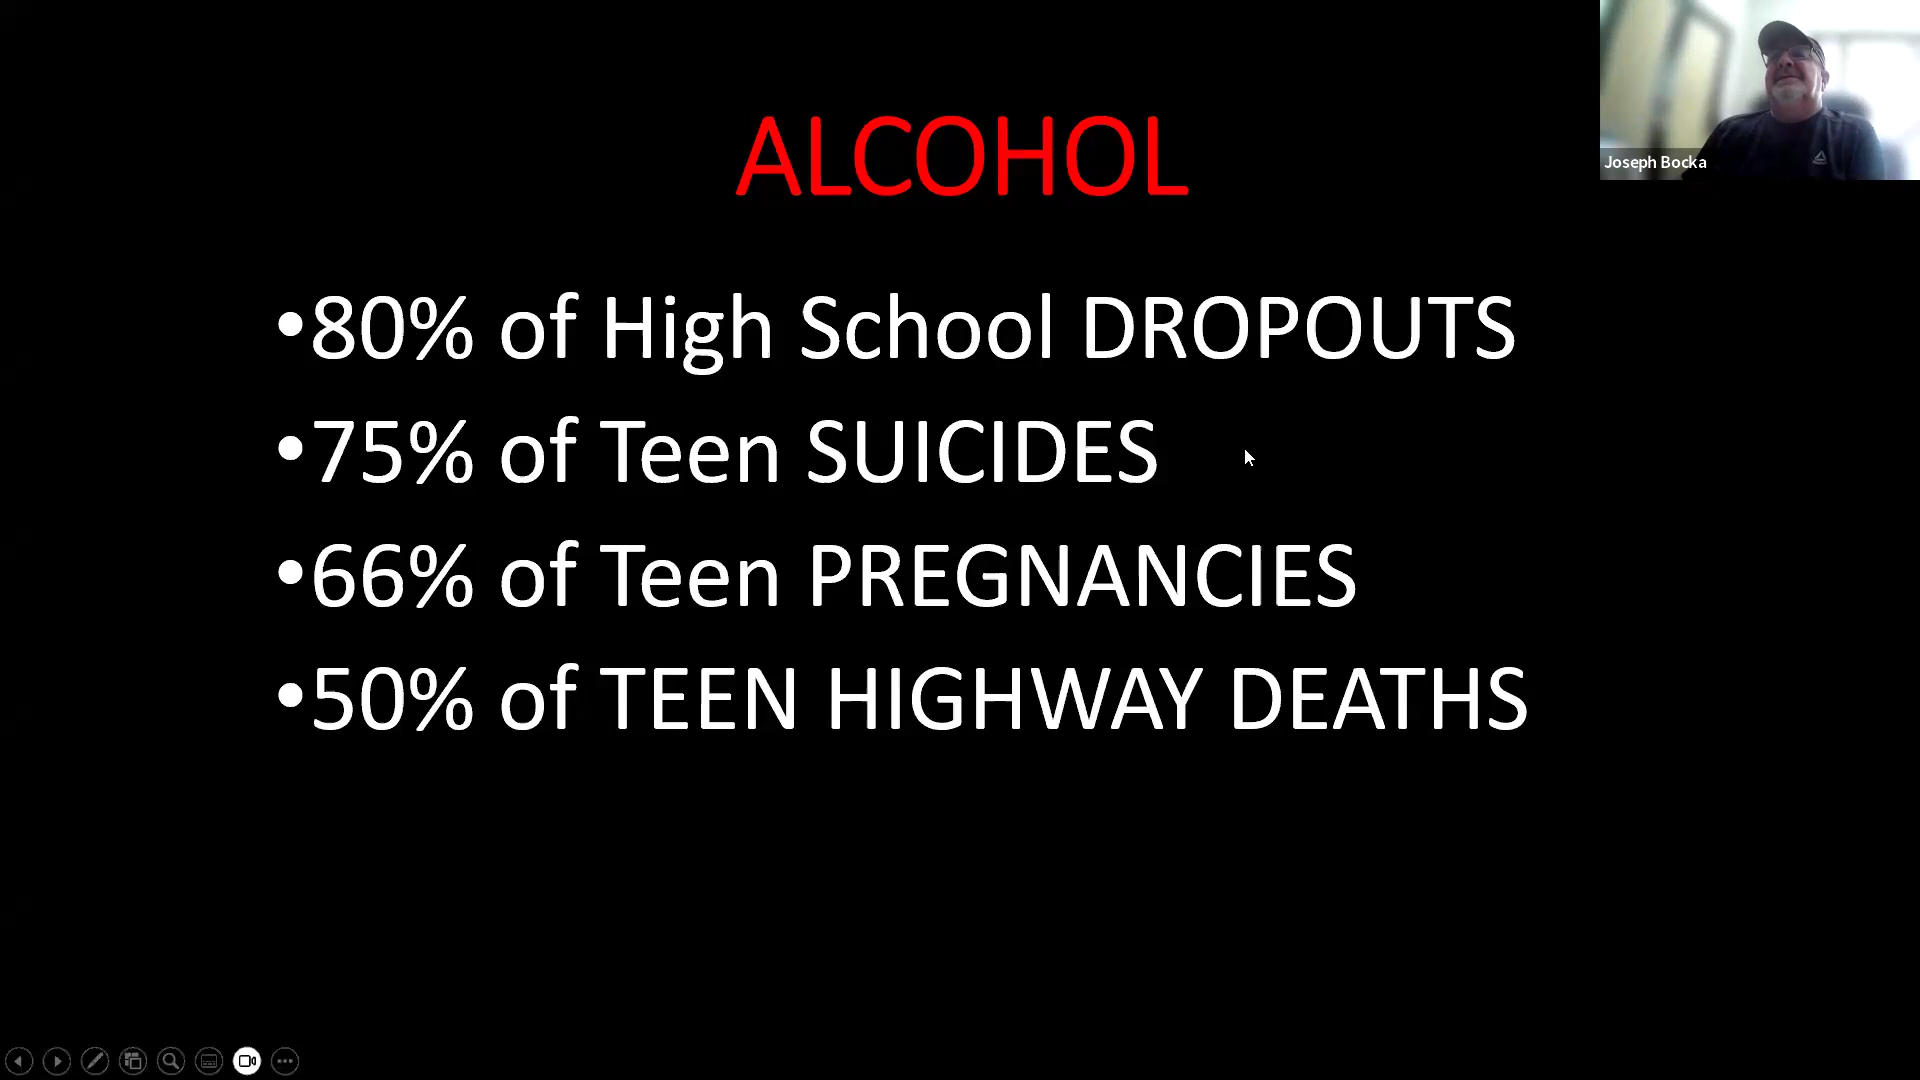 ALCOHOL
•80% of High School DROPOUTS
•75% of Teen SUICIDES
•66% of Teen PREGNANCIES
•50% of TEEN HIGHWAY DEATHS
Joseph Bocka